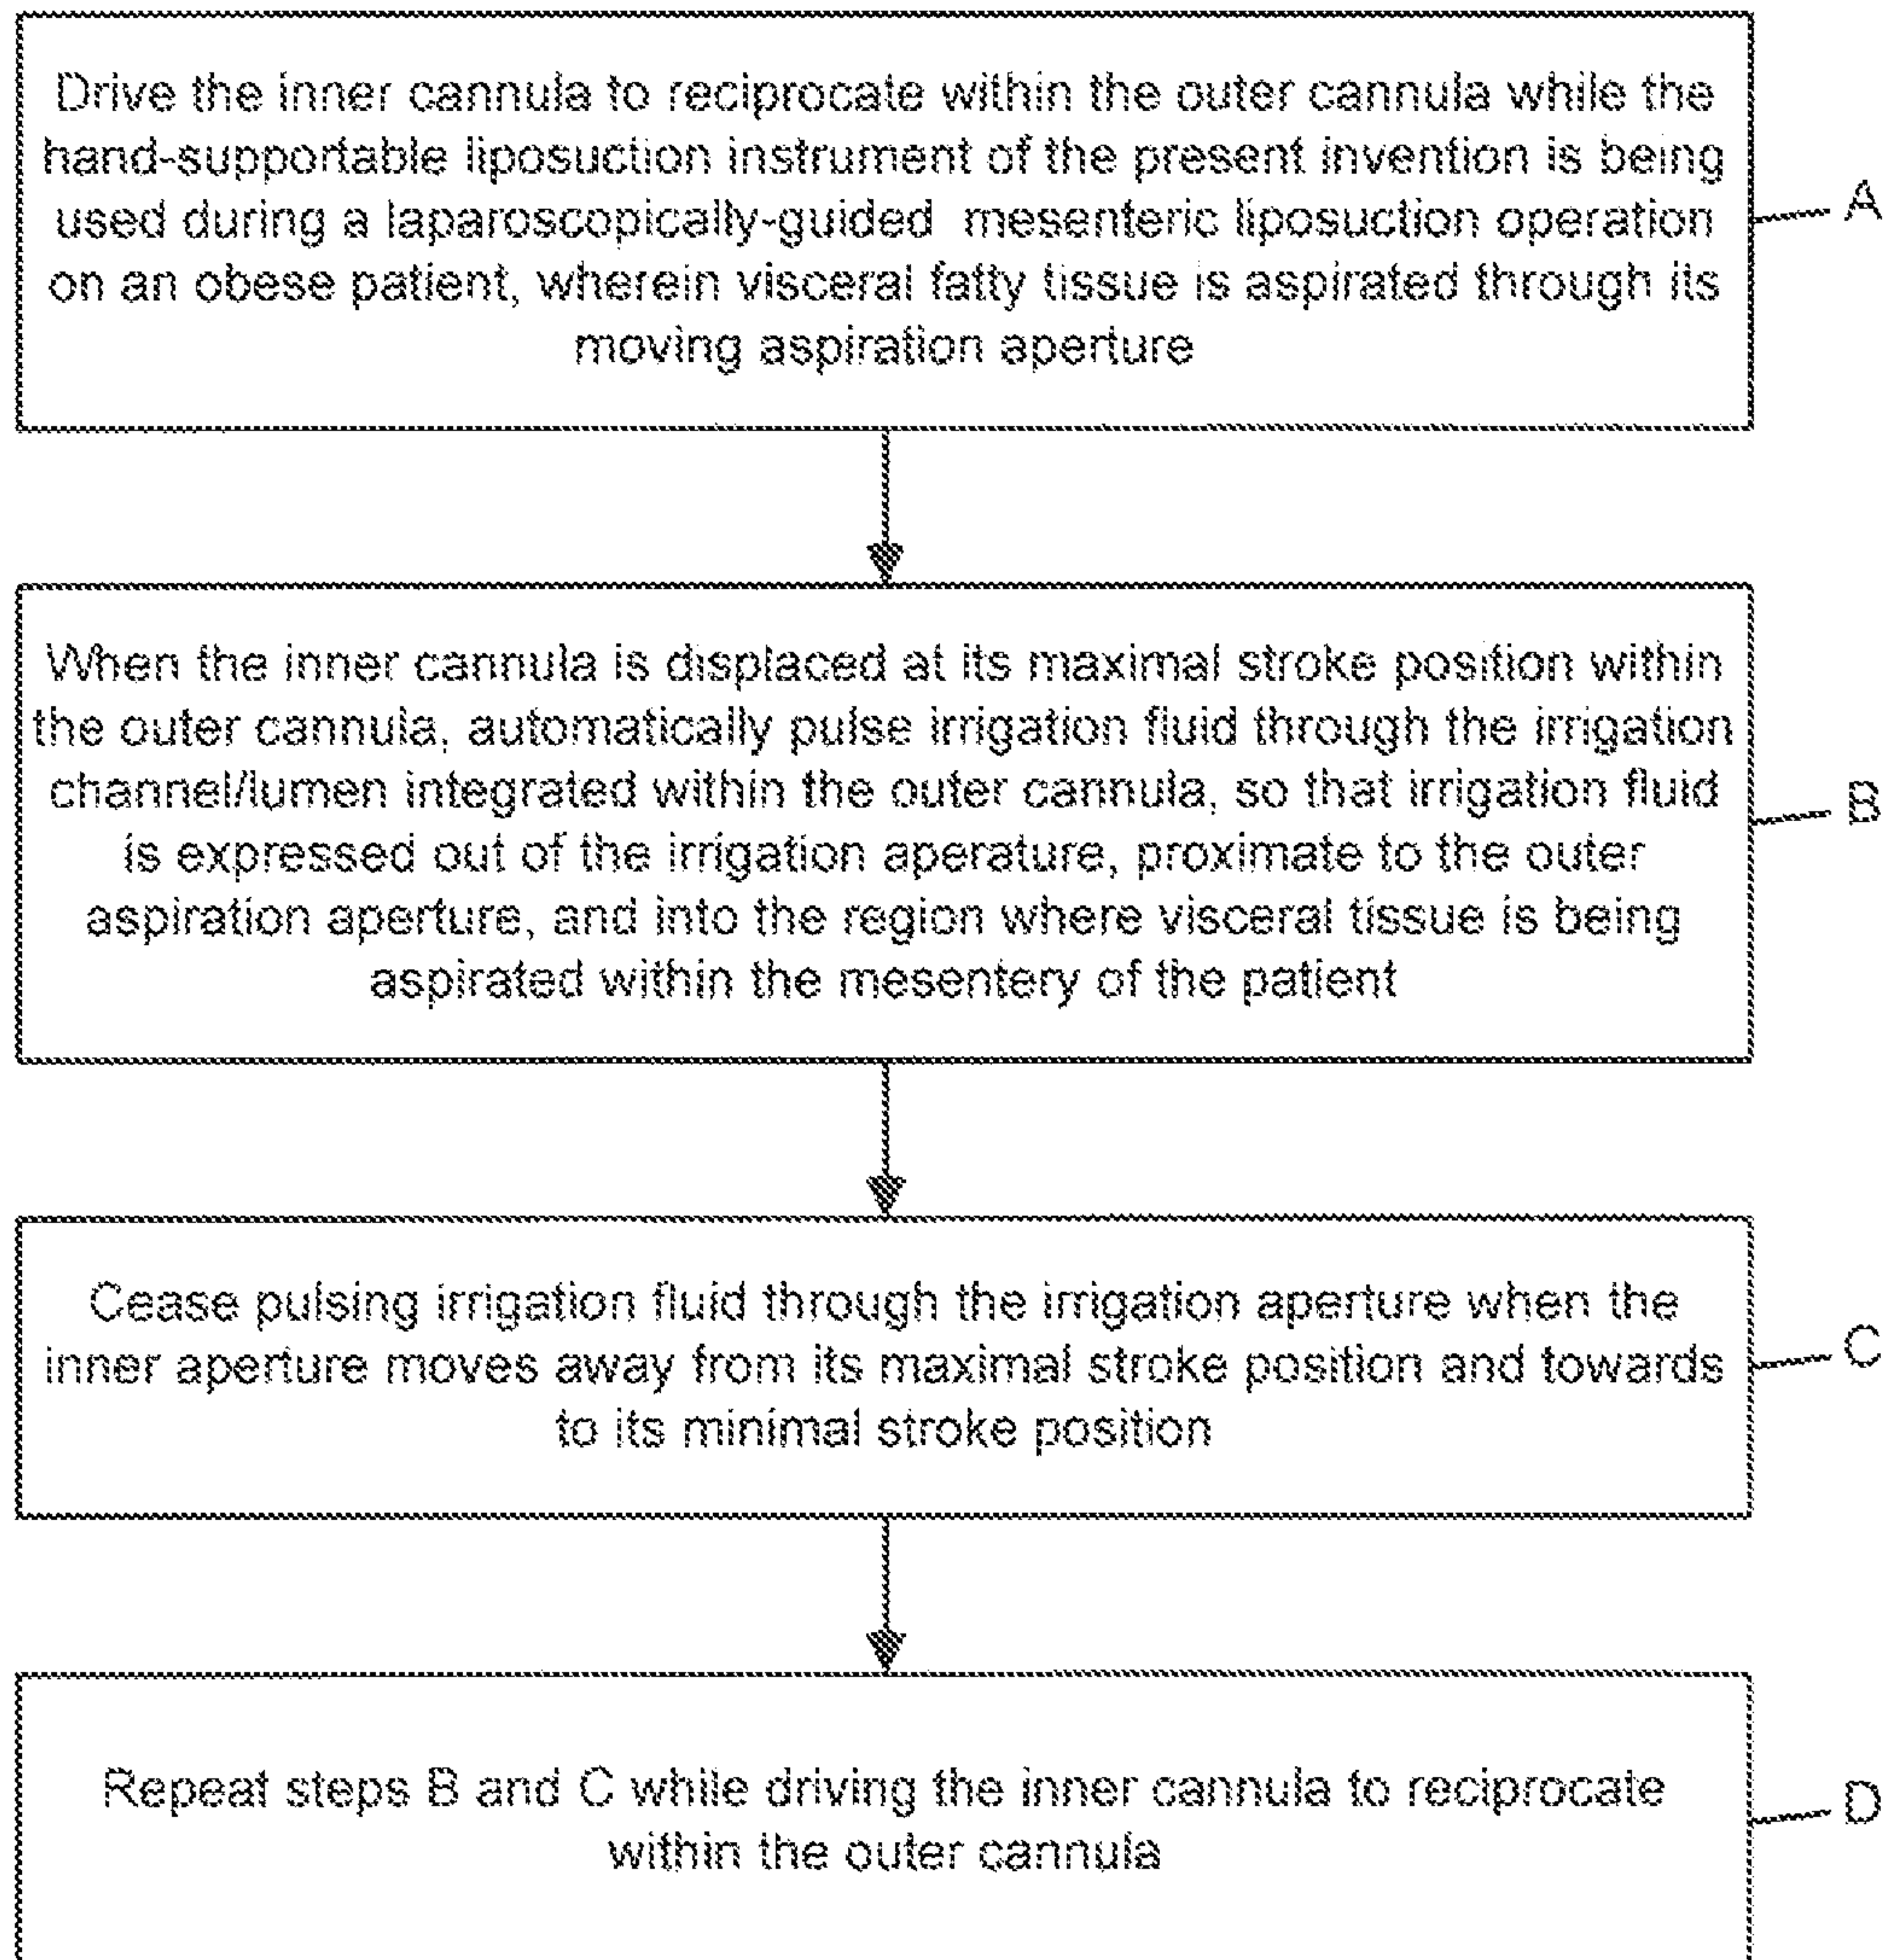 Drive the inner cannula to reciprocate within the outer cannula while the
hand-supportable liposuction instrument of the present invention is being
used during a laparoscopically-guided mesenteric liposuction operation
on an obese patient, wherein visceral fatty tissue is aspirated through its
moving aspiration aperture
A
When the inner cannula is displaced at its maximal stroke position within
the outer cannula, automatically pulse irrigation fluid through the irrigation
channel/lumen integrated within the outer cannula, so that irrigation fluid
is expressed out of the irrigation aperature, proximate to the outer
aspiration aperture, and into the region where visceral tissue is being
aspirated within the mesentery of the patient
B
Cease pulsing irrigation fluid through the irrigation aperture when the
inner aperture moves away from its maximal stroke position and towards
to its minimal stroke position
C
Repeat steps B and C while driving the inner cannula to reciprocate
within the outer cannula
D